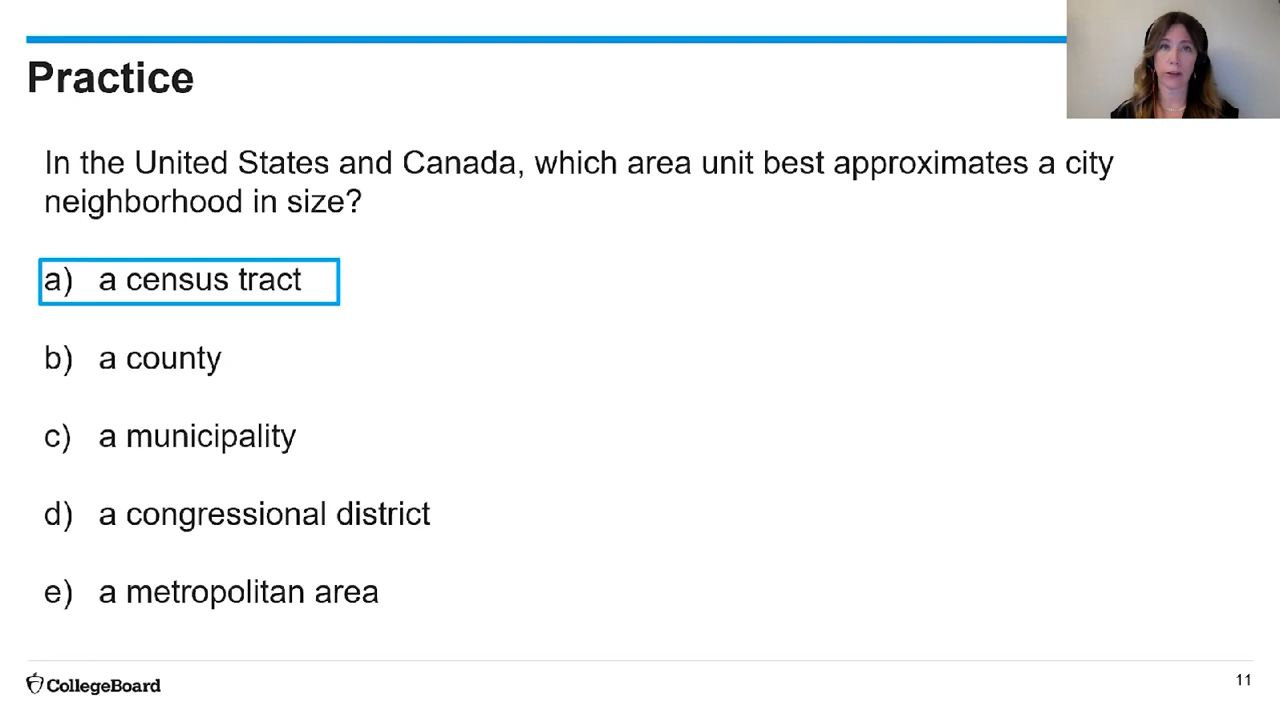 Practice
In the United States and Canada, which area unit best approximates a city
neighborhood in size?
a) a census tract
b) a county
c) a municipality
d) a congressional district
e) a metropolitan area
CollegeBoard
11